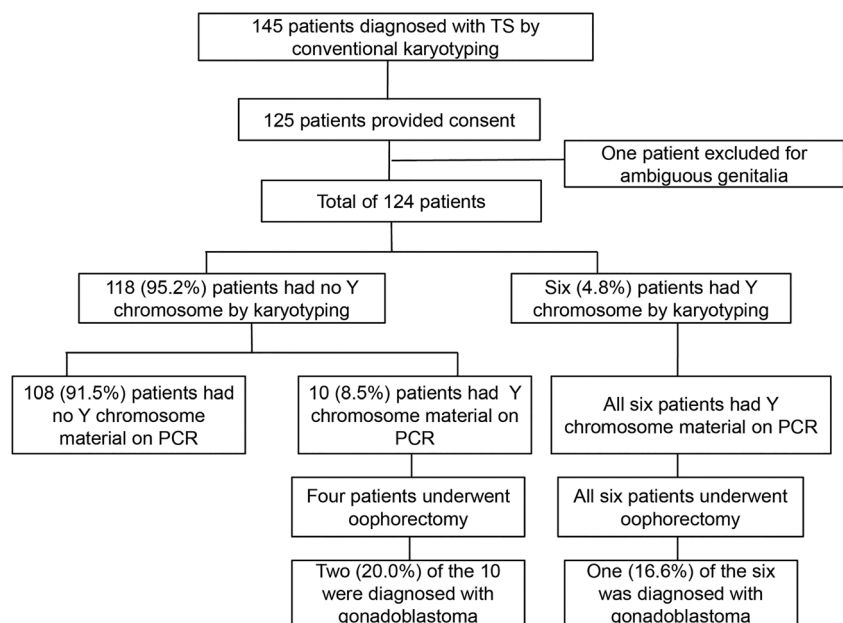 145 patients diagnosed with TS by
conventional karyotyping
125 patients provided consent
One patient excluded for
ambiguous genitalia
Total of 124 patients
118 (95.2%) patients had no Y
chromosome by karyotyping
Six (4.8%) patients had Y
chromosome by karyotyping
108 (91.5%) patients had
no Y chromosome
material on PCR
10 (8.5%) patients had Y
chromosome material on
PCR
All six patients had Y
chromosome material on PCR
Four patients underwent
oophorectomy
All six patients underwent
oophorectomy
Two (20.0%) of the 10
were diagnosed with
gonadoblastoma
One (16.6%) of the six
was diagnosed with
gonadoblastoma